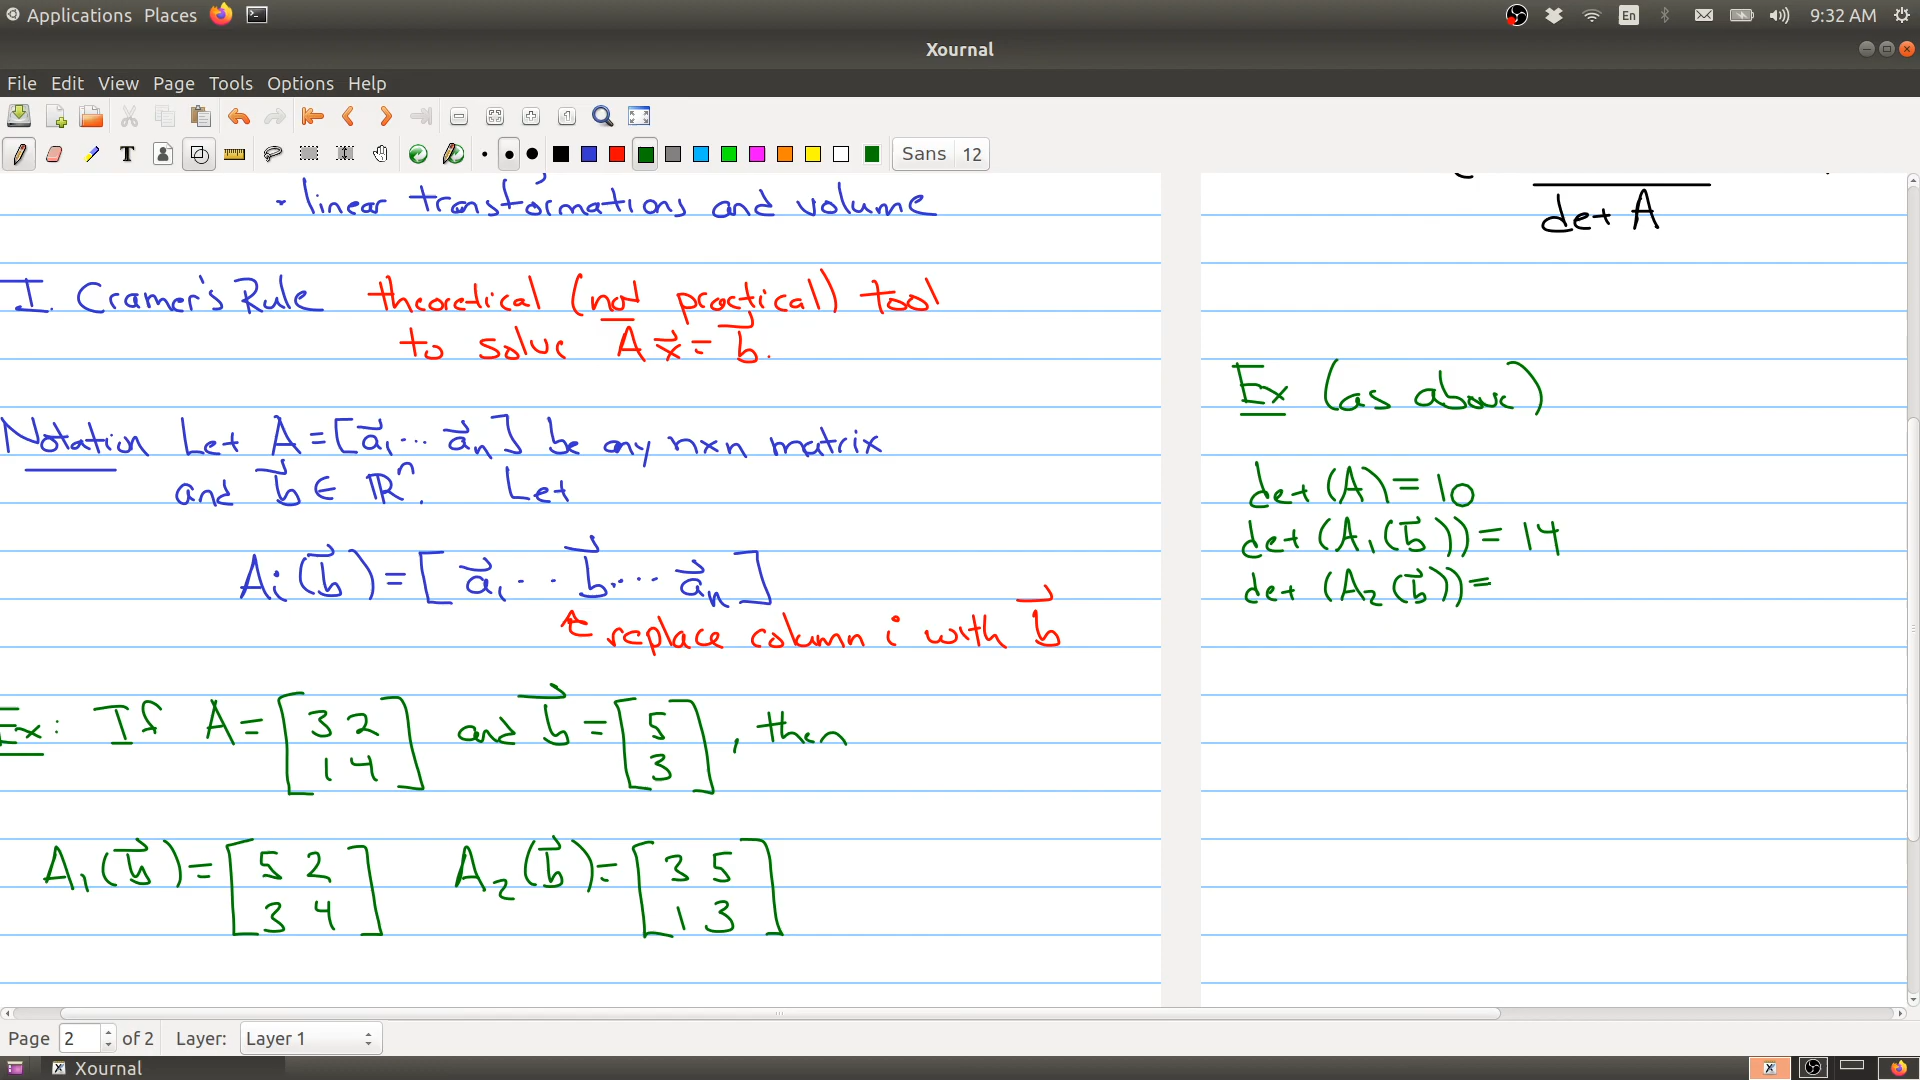 Applications Places En 9:32 AM
Xournal
File Edit View Page Tools Options Help
T Sans 12
· linear transformations and volume
I. Cramer's Rule theoretical (not practical) tool
to solve A x⃗ = b⃗.
Notation Let A = [a⃗₁ ... a⃗ₙ] be any nxn matrix
and b⃗ ∈ ℝⁿ. Let
Aᵢ(b⃗) = [a⃗₁ ... b⃗ ... a⃗ₙ]
↑ replace column i with b⃗
Ex: If A = [3 2 and b⃗ = [5 , then
1 4] 3]
A₁(b⃗) = [5 2 A₂(b⃗) = [3 5
3 4] 1 3]
det A
Ex (as above)
det (A) = 10
det (A₁(b⃗)) = 14
det (A₂(b⃗)) =
Page 2 of 2 Layer: Layer 1
Xournal